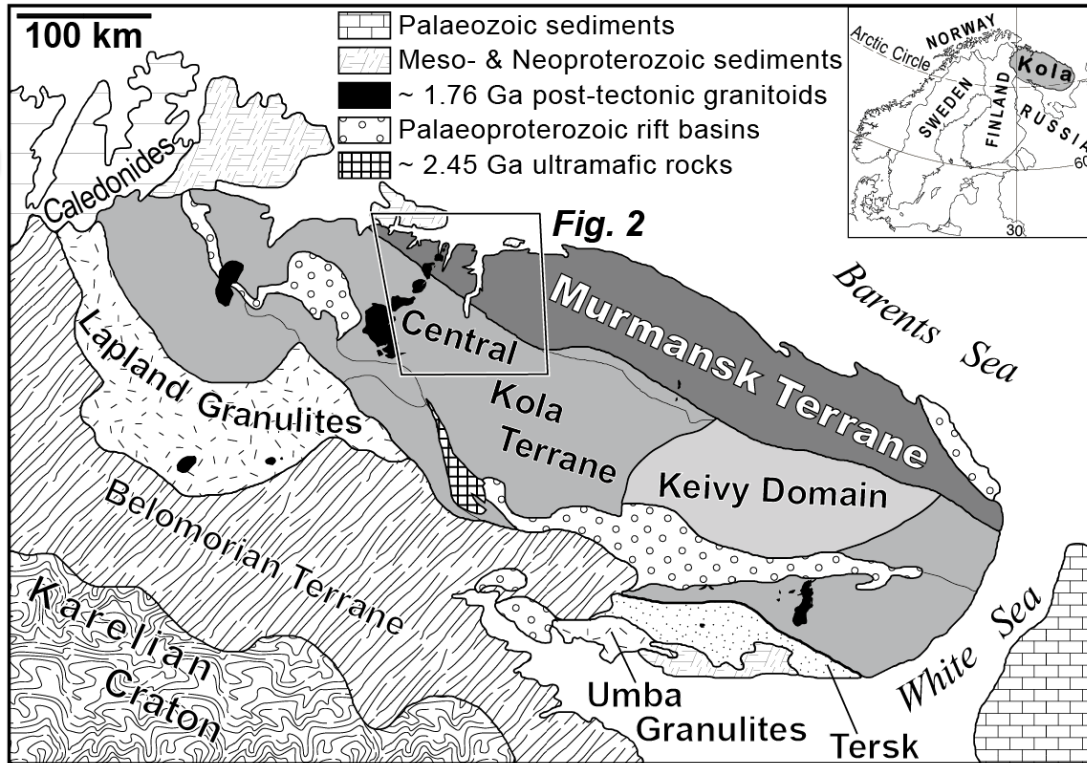 100 km
Palaeozoic sediments
Meso- & Neoproterozoic sediments
~ 1.76 Ga post-tectonic granitoids
Palaeoproterozoic rift basins
~ 2.45 Ga ultramafic rocks
Arctic Circle
NORWAY
Kola
SWEDEN
FINLAND
RUSSIA
60
30
Caledonides
Fig. 2
Barents Sea
Murmansk Terrane
Central
Kola
Terrane
Lapland Granulites
Keivy Domain
Belomorian Terrane
Karelian
Craton
White Sea
Umba
Granulites
Tersk